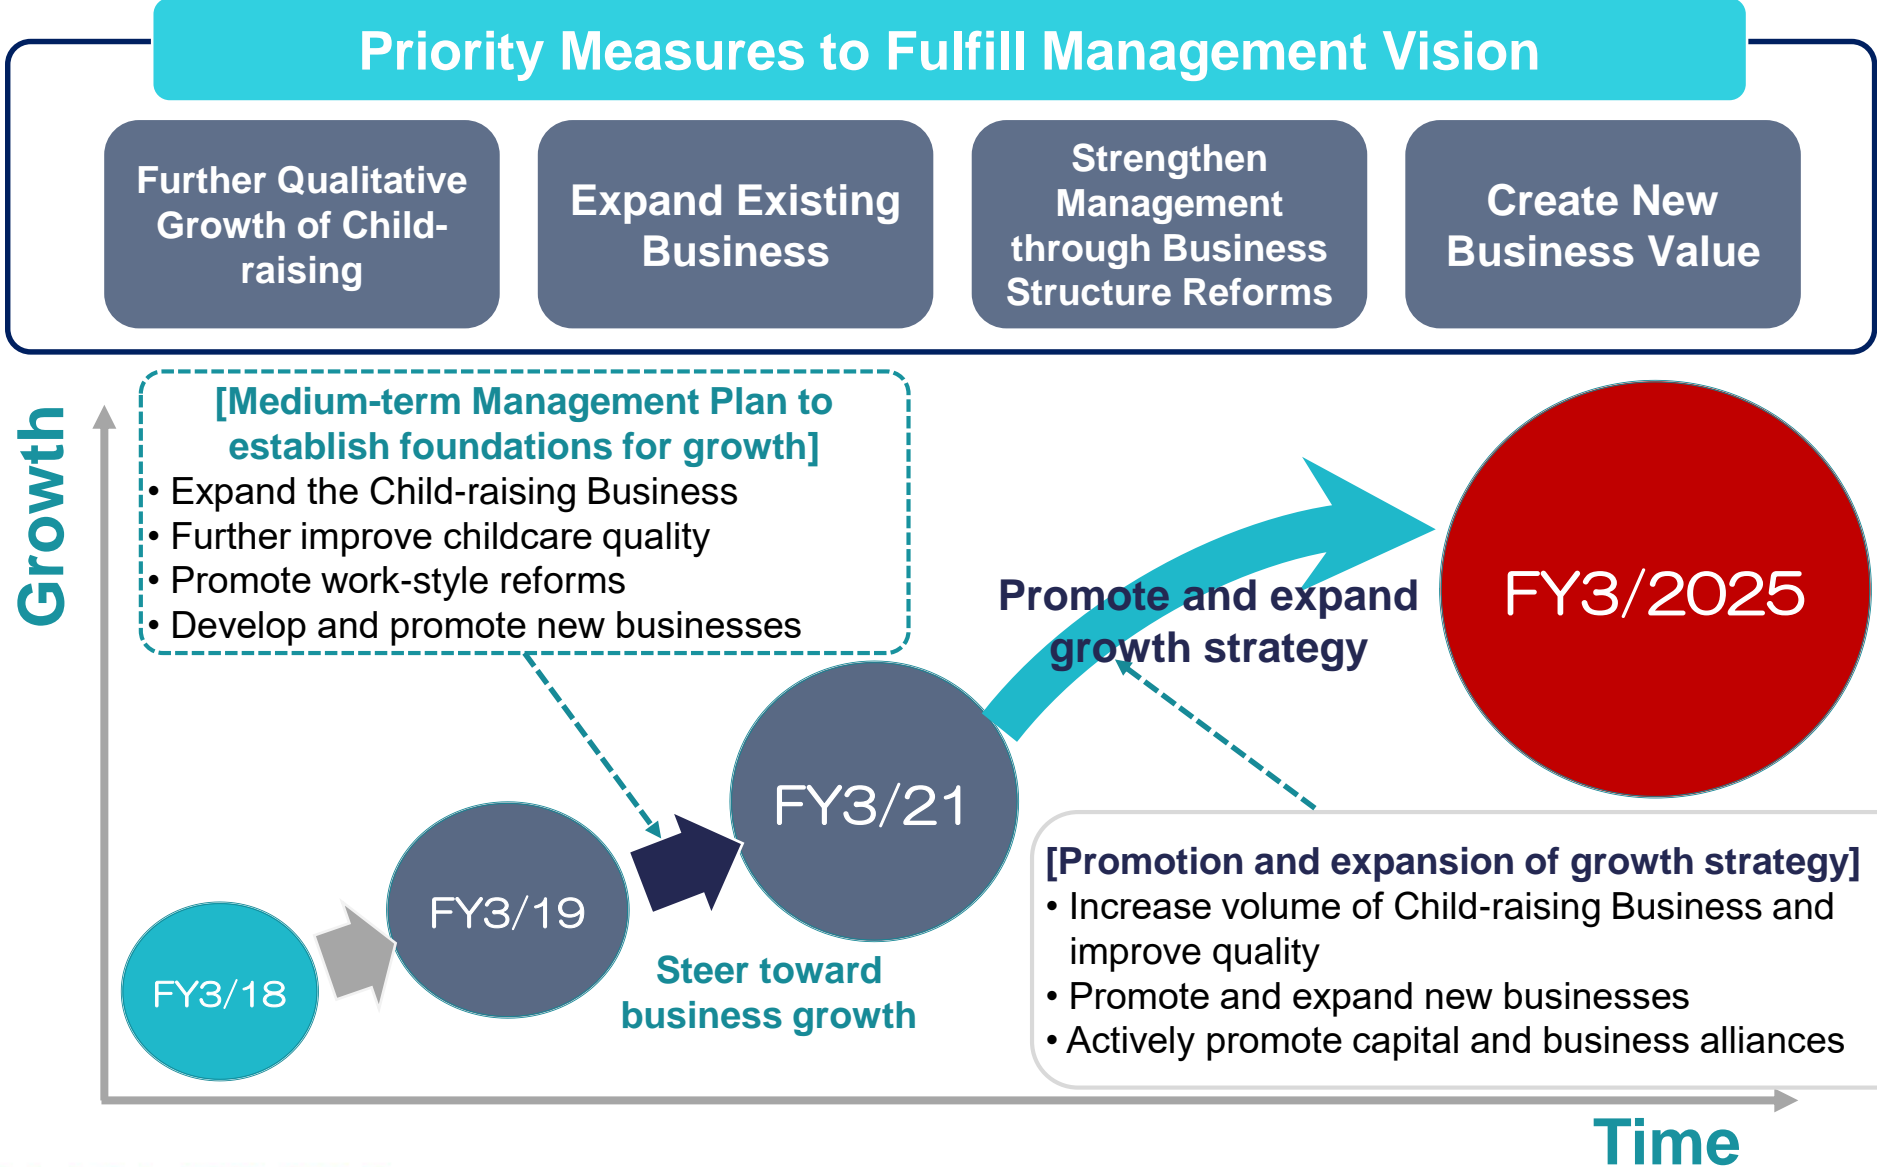 Priority Measures to Fulfill Management Vision
Further Qualitative
Growth of Child-
raising
Expand Existing
Business
Strengthen
Management
through Business
Structure Reforms
Create New
Business Value
Growth
[Medium-term Management Plan to
establish foundations for growth]
• Expand the Child-raising Business
• Further improve childcare quality
• Promote work-style reforms
• Develop and promote new businesses
Promote and expand
growth strategy
FY3/2025
FY3/21
FY3/19
FY3/18
Steer toward
business growth
[Promotion and expansion of growth strategy]
• Increase volume of Child-raising Business and
improve quality
• Promote and expand new businesses
• Actively promote capital and business alliances
Time